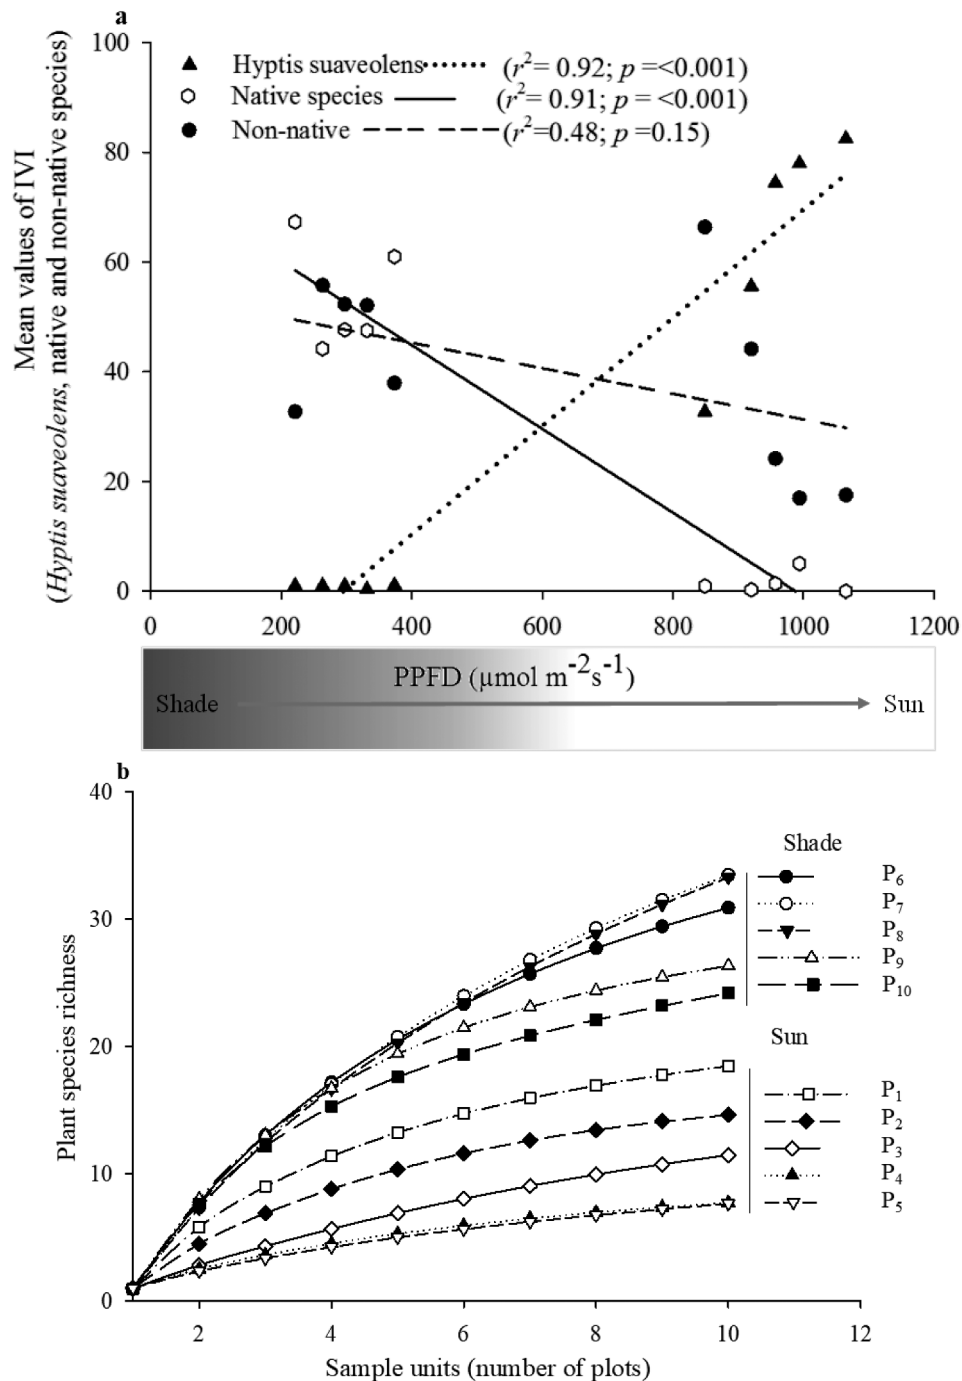 a
100
80
60
40
20
0
Mean values of IVI
(Hyptis suaveolens, native and non-native species)
Hyptis suaveolens (r²= 0.92; p =<0.001)
Native species (r²= 0.91; p = <0.001)
Non-native (r²=0.48; p =0.15)
0 200 400 600 800 1000 1200
PPFD (µmol m⁻²s⁻¹)
Shade Sun
b
40
30
20
10
0
Plant species richness
Shade
P₆
P₇
P₈
P₉
P₁₀
Sun
P₁
P₂
P₃
P₄
P₅
2 4 6 8 10 12
Sample units (number of plots)